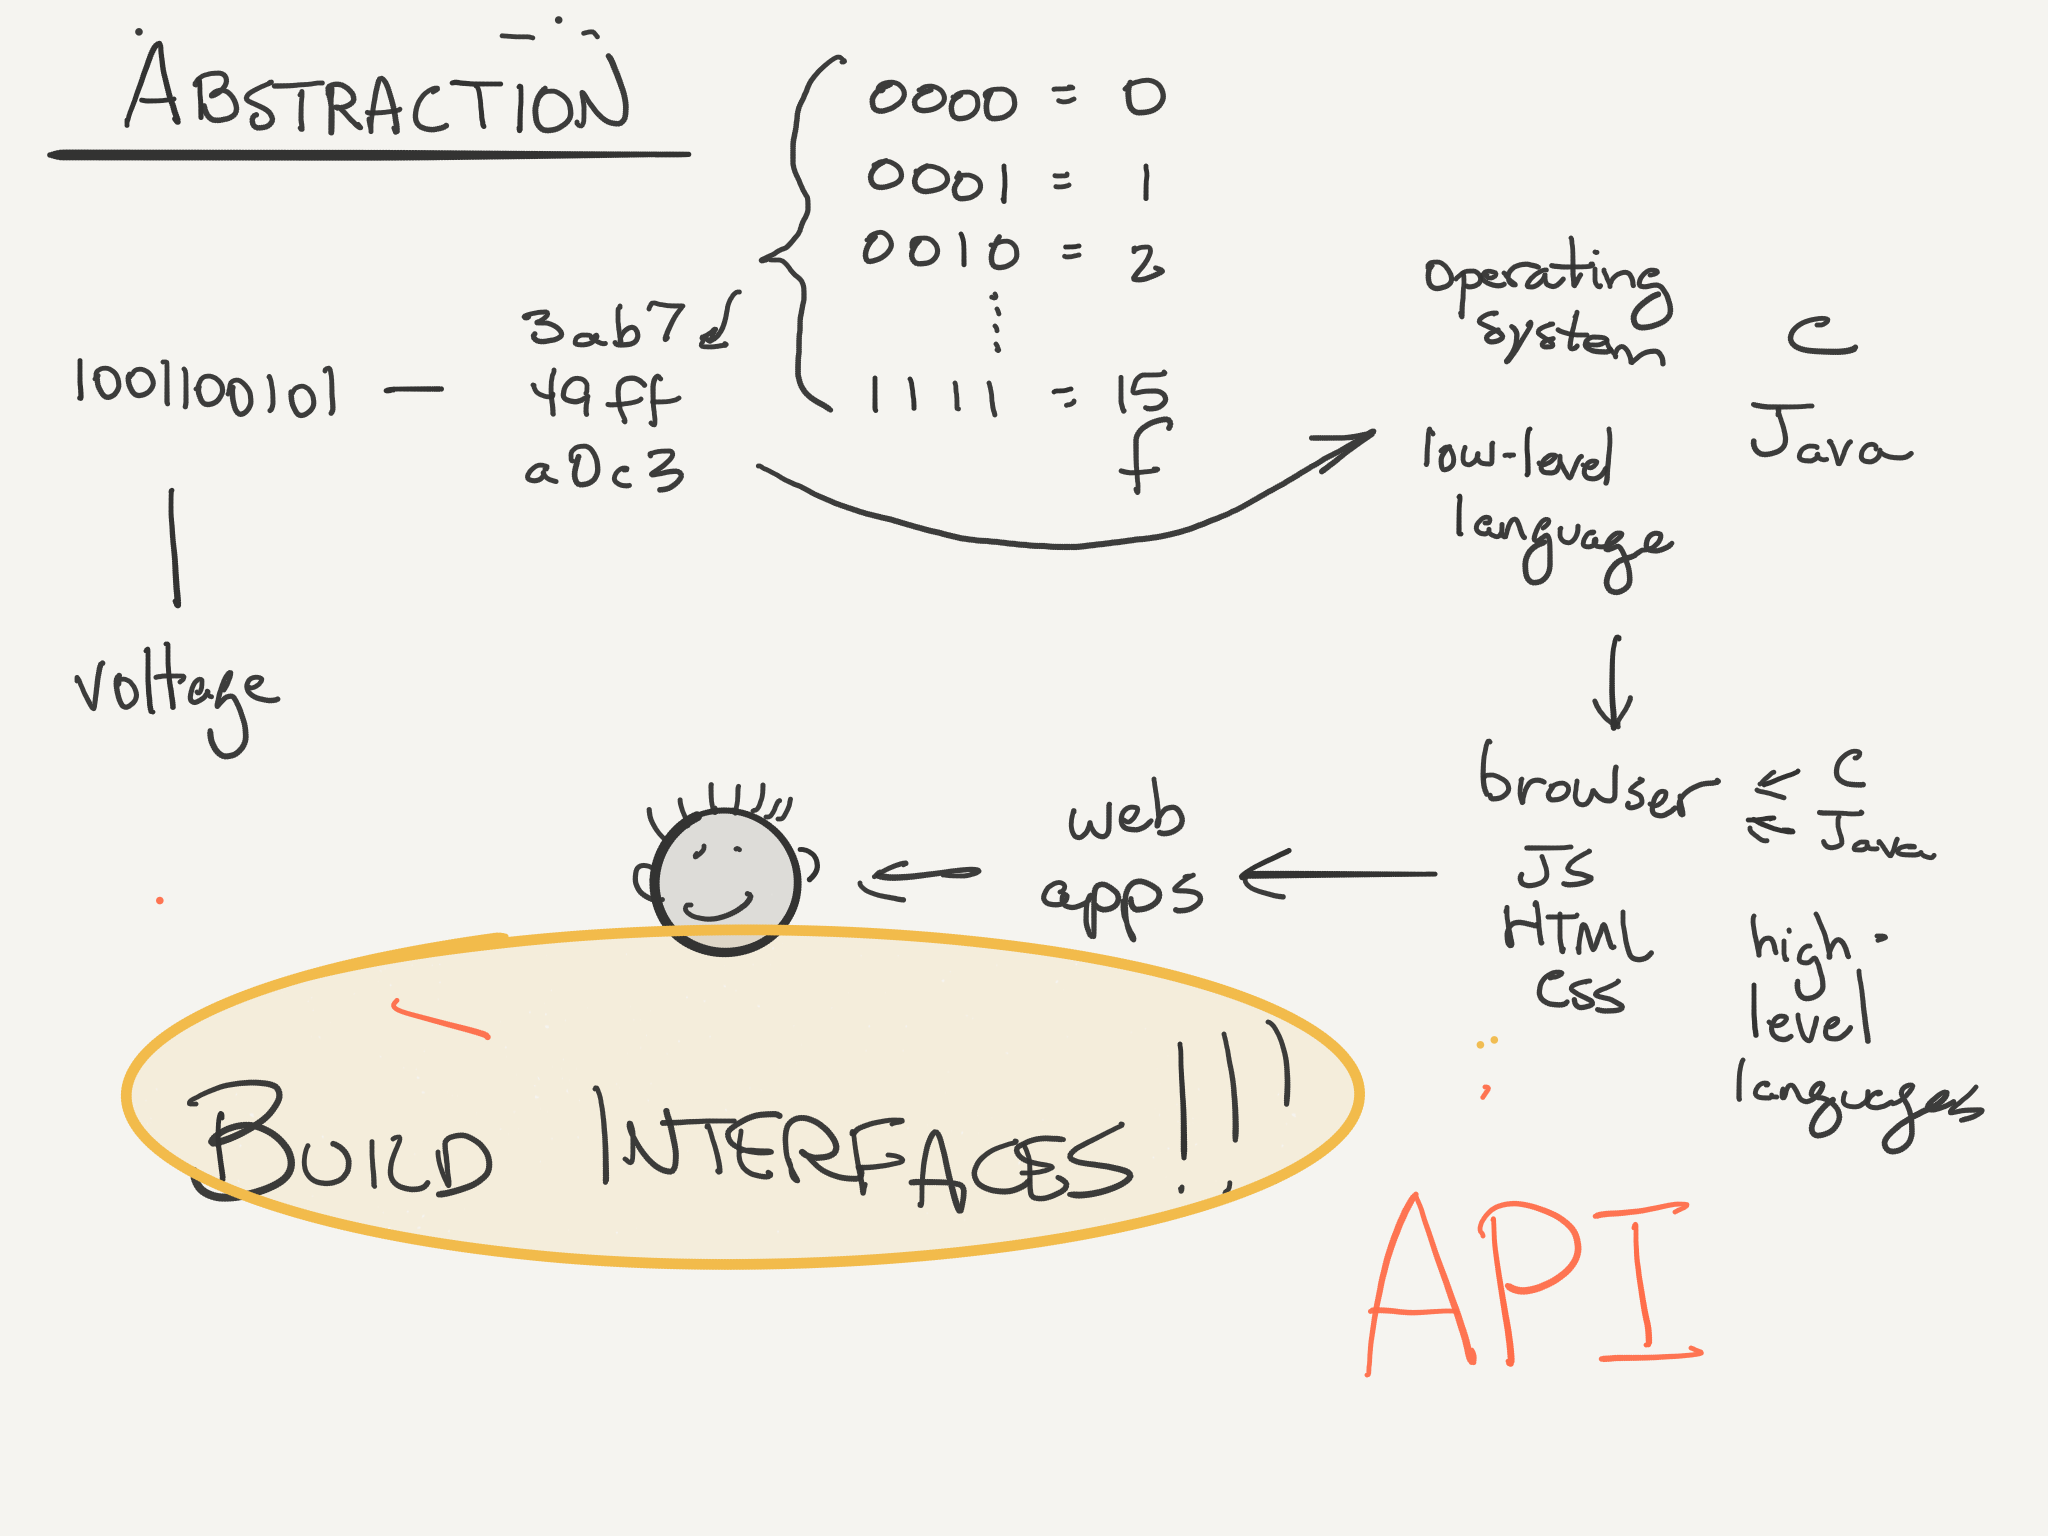 ABSTRACTION
0000 = 0
0001 = 1
0010 = 2
1111 = 15
f
1001100101 — 3ab7
49ff
a0c3
voltage
operating
system
C
Java
low-level
language
browser
C
Java
JS
HTML
CSS
high-
level
languages
web
apps
BUILD INTERFACES!!!
API